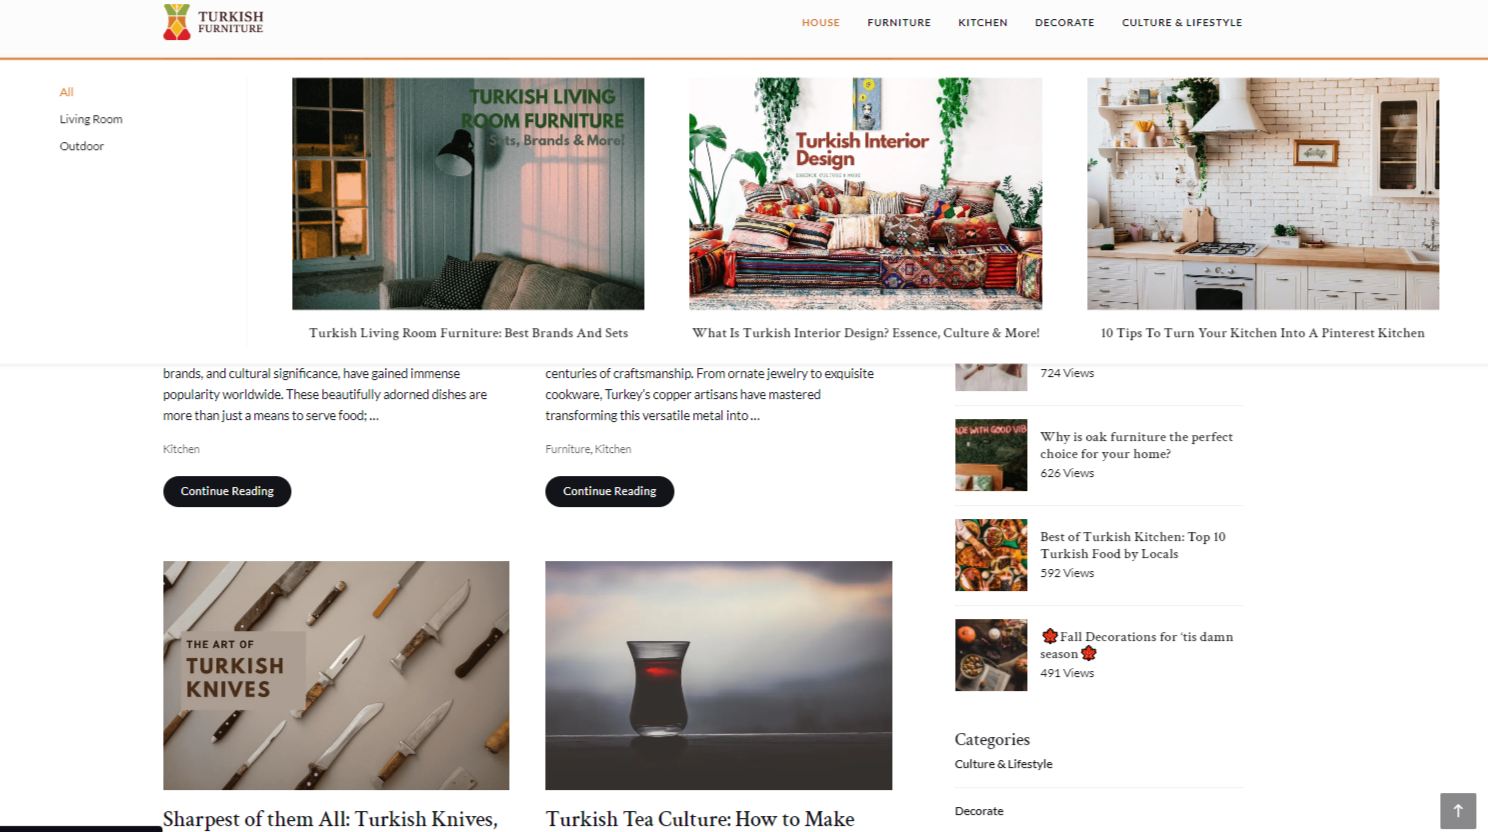 TURKISH
FURNITURE
HOUSE
FURNITURE
KITCHEN
DECORATE
CULTURE & LIFESTYLE
All
Living Room
Outdoor
TURKISH LIVING
ROOM FURNITURE
Sets, Brands & More!
Turkish Living Room Furniture: Best Brands And Sets
Turkish Interior
Design
What Is Turkish Interior Design? Essence, Culture & More!
10 Tips To Turn Your Kitchen Into A Pinterest Kitchen
brands, and cultural significance, have gained immense
popularity worldwide. These beautifully adorned dishes are
more than just a means to serve food; ...
Kitchen
Continue Reading
centuries of craftsmanship. From ornate jewelry to exquisite
cookware, Turkey's copper artisans have mastered
transforming this versatile metal into ...
Furniture, Kitchen
Continue Reading
THE ART OF
TURKISH
KNIVES
Sharpest of them All: Turkish Knives,
Turkish Tea Culture: How to Make
724 Views
ADE WITH GOOD VIB
Why is oak furniture the perfect
choice for your home?
626 Views
Best of Turkish Kitchen: Top 10
Turkish Food by Locals
592 Views
🍁Fall Decorations for 'tis damn
season🍁
491 Views
Categories
Culture & Lifestyle
Decorate